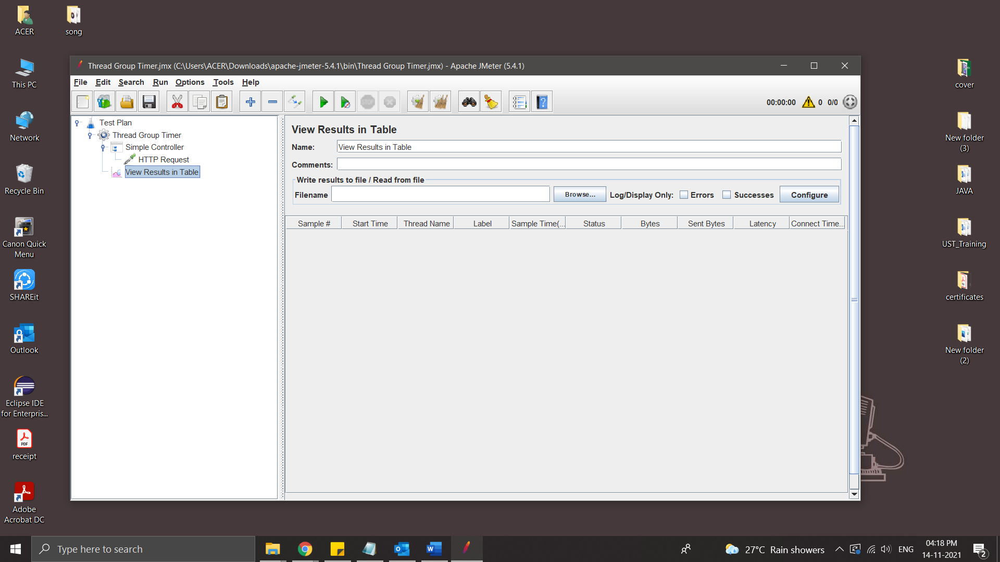 ACER
song
This PC
Network
Recycle Bin
Canon Quick
Menu
SHAREit
Outlook
Eclipse IDE
for Enterpris...
PDF
receipt
Adobe
Acrobat DC
Thread Group Timer.jmx (C:\Users\ACER\Downloads\apache-jmeter-5.4.1\bin\Thread Group Timer.jmx) - Apache JMeter (5.4.1)
File Edit Search Run Options Tools Help
STOP
00:00:00 0 0/0
Test Plan
Thread Group Timer
Simple Controller
HTTP Request
View Results in Table
View Results in Table
Name: View Results in Table
Comments:
Write results to file / Read from file
Filename Browse... Log/Display Only: Errors Successes Configure
Sample # Start Time Thread Name Label Sample Time(... Status Bytes Sent Bytes Latency Connect Time...
cover
New folder
(3)
JAVA
UST_Training
certificates
New folder
(2)
Type here to search
27°C Rain showers
ENG
04:18 PM
14-11-2021
2